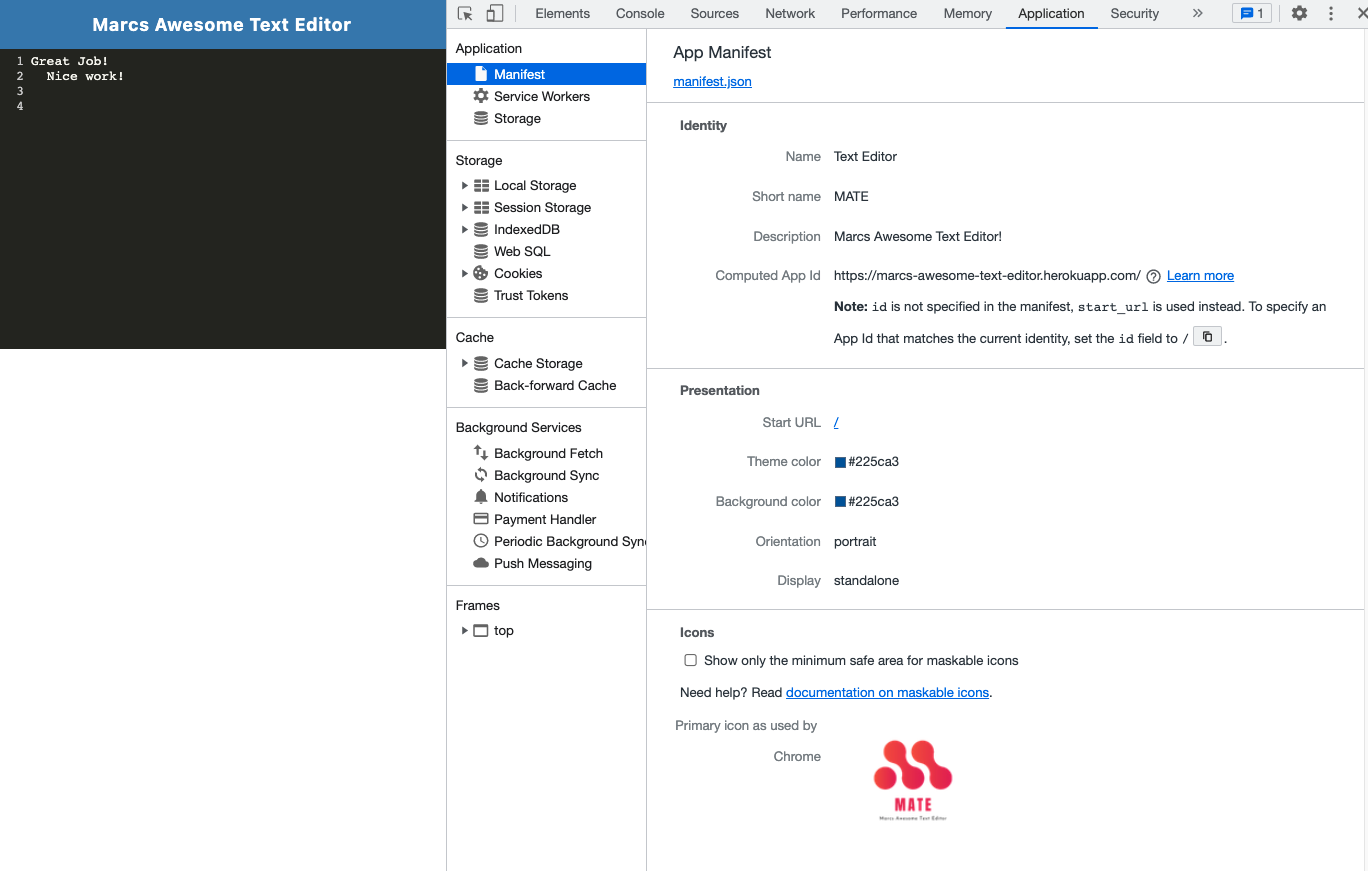 Marcs Awesome Text Editor
1 Great Job!
2 Nice work!
3
4
Elements Console Sources Network Performance Memory Application Security » 1
Application
Manifest
Service Workers
Storage
Storage
Local Storage
Session Storage
IndexedDB
Web SQL
Cookies
Trust Tokens
Cache
Cache Storage
Back-forward Cache
Background Services
Background Fetch
Background Sync
Notifications
Payment Handler
Periodic Background Sync
Push Messaging
Frames
top
App Manifest
manifest.json
Identity
Name Text Editor
Short name MATE
Description Marcs Awesome Text Editor!
Computed App Id https://marcs-awesome-text-editor.herokuapp.com/ ? Learn more
Note: id is not specified in the manifest, start_url is used instead. To specify an
App Id that matches the current identity, set the id field to / .
Presentation
Start URL /
Theme color #225ca3
Background color #225ca3
Orientation portrait
Display standalone
Icons
Show only the minimum safe area for maskable icons
Need help? Read documentation on maskable icons.
Primary icon as used by
Chrome
MATE
Marcs Awesome Text Editor